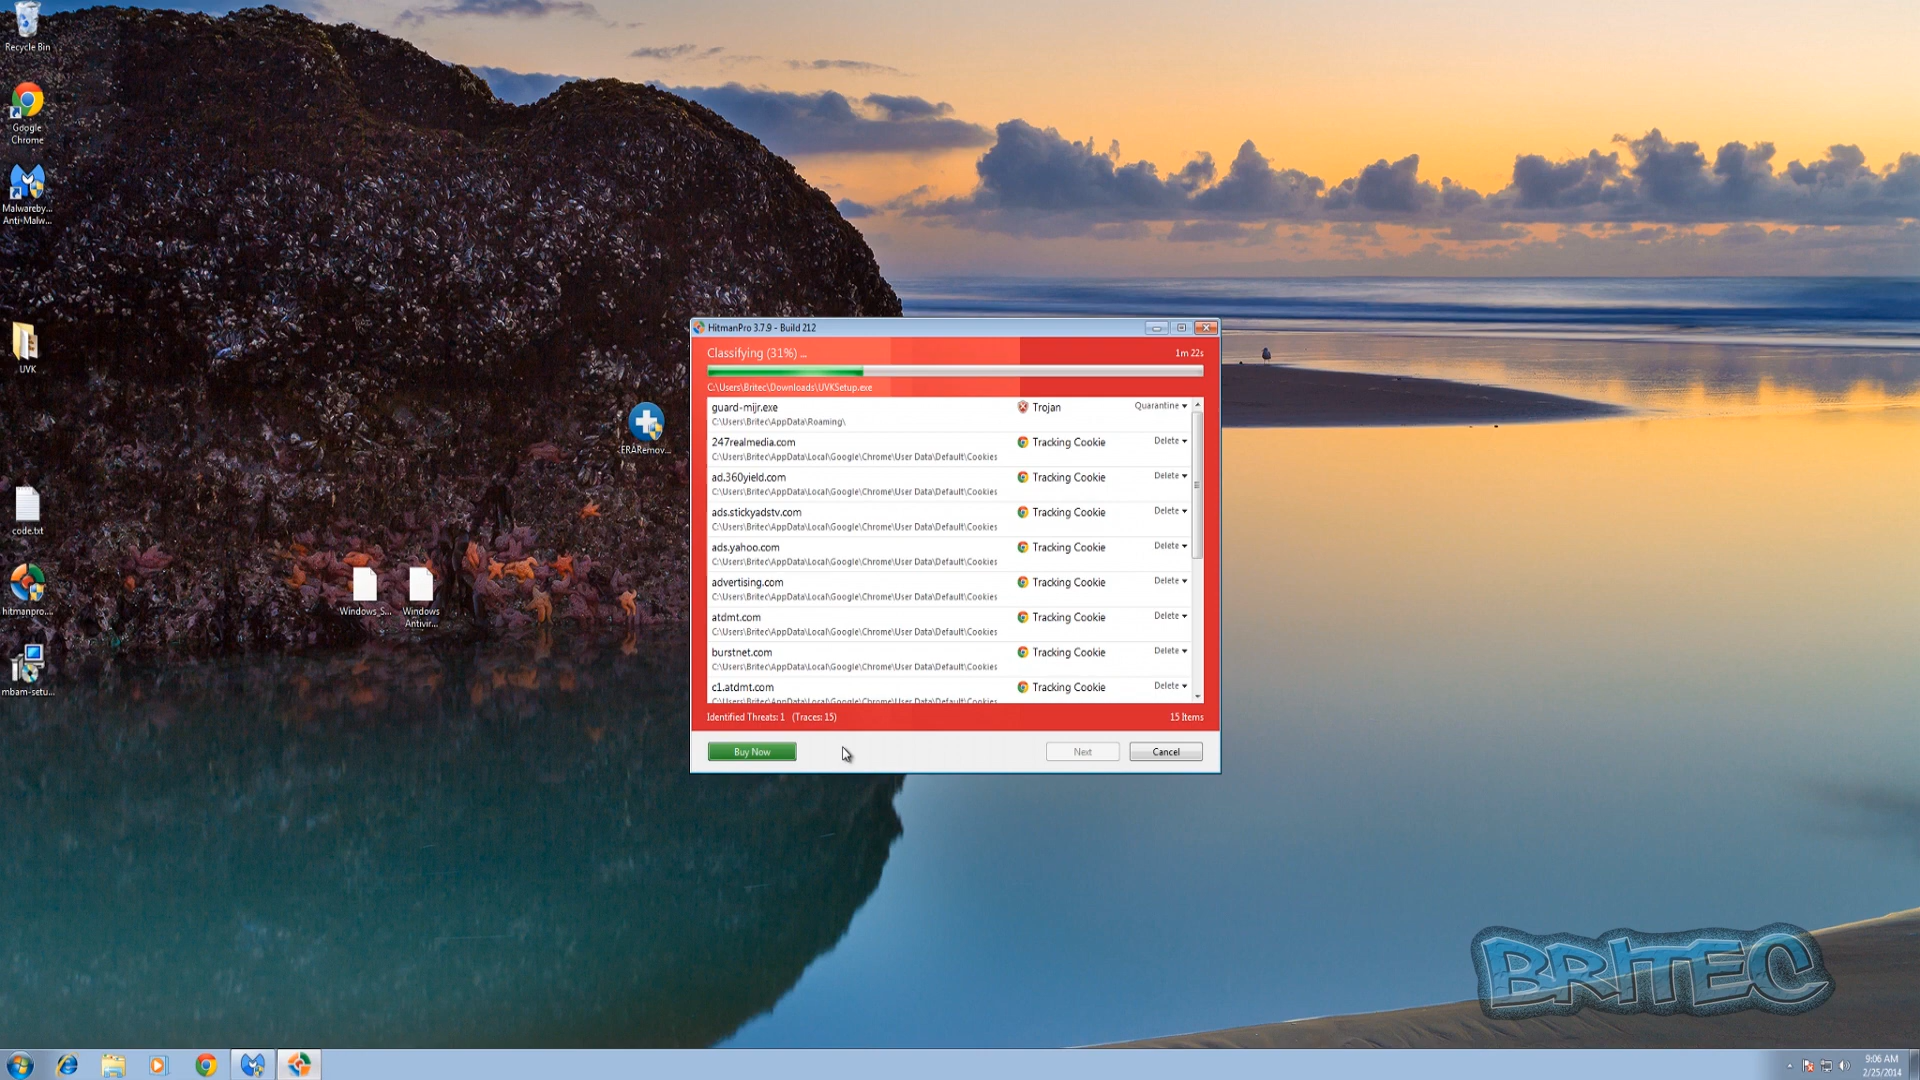 Recycle Bin
Google
Chrome
Malwareby...
Anti-Malw...
UVK
code.txt
hitmanpro....
mbam-setu...
ERARemov...
Windows_S...
Windows
Antivir...
HitmanPro 3.7.9 - Build 212
Classifying (31%) ...
1m 22s
C:\Users\Britec\Downloads\UVKSetup.exe
guard-mijr.exe Trojan Quarantine
C:\Users\Britec\AppData\Roaming\
247realmedia.com Tracking Cookie Delete
C:\Users\Britec\AppData\Local\Google\Chrome\User Data\Default\Cookies
ad.360yield.com Tracking Cookie Delete
C:\Users\Britec\AppData\Local\Google\Chrome\User Data\Default\Cookies
ads.stickyadstv.com Tracking Cookie Delete
C:\Users\Britec\AppData\Local\Google\Chrome\User Data\Default\Cookies
ads.yahoo.com Tracking Cookie Delete
C:\Users\Britec\AppData\Local\Google\Chrome\User Data\Default\Cookies
advertising.com Tracking Cookie Delete
C:\Users\Britec\AppData\Local\Google\Chrome\User Data\Default\Cookies
atdmt.com Tracking Cookie Delete
C:\Users\Britec\AppData\Local\Google\Chrome\User Data\Default\Cookies
burstnet.com Tracking Cookie Delete
C:\Users\Britec\AppData\Local\Google\Chrome\User Data\Default\Cookies
c1.atdmt.com Tracking Cookie Delete
C:\Users\Britec\AppData\Local\Google\Chrome\User Data\Default\Cookies
Identified Threats: 1 (Traces: 15)
15 Items
Buy Now
Next
Cancel
BRITEC
9:06 AM
2/25/2014